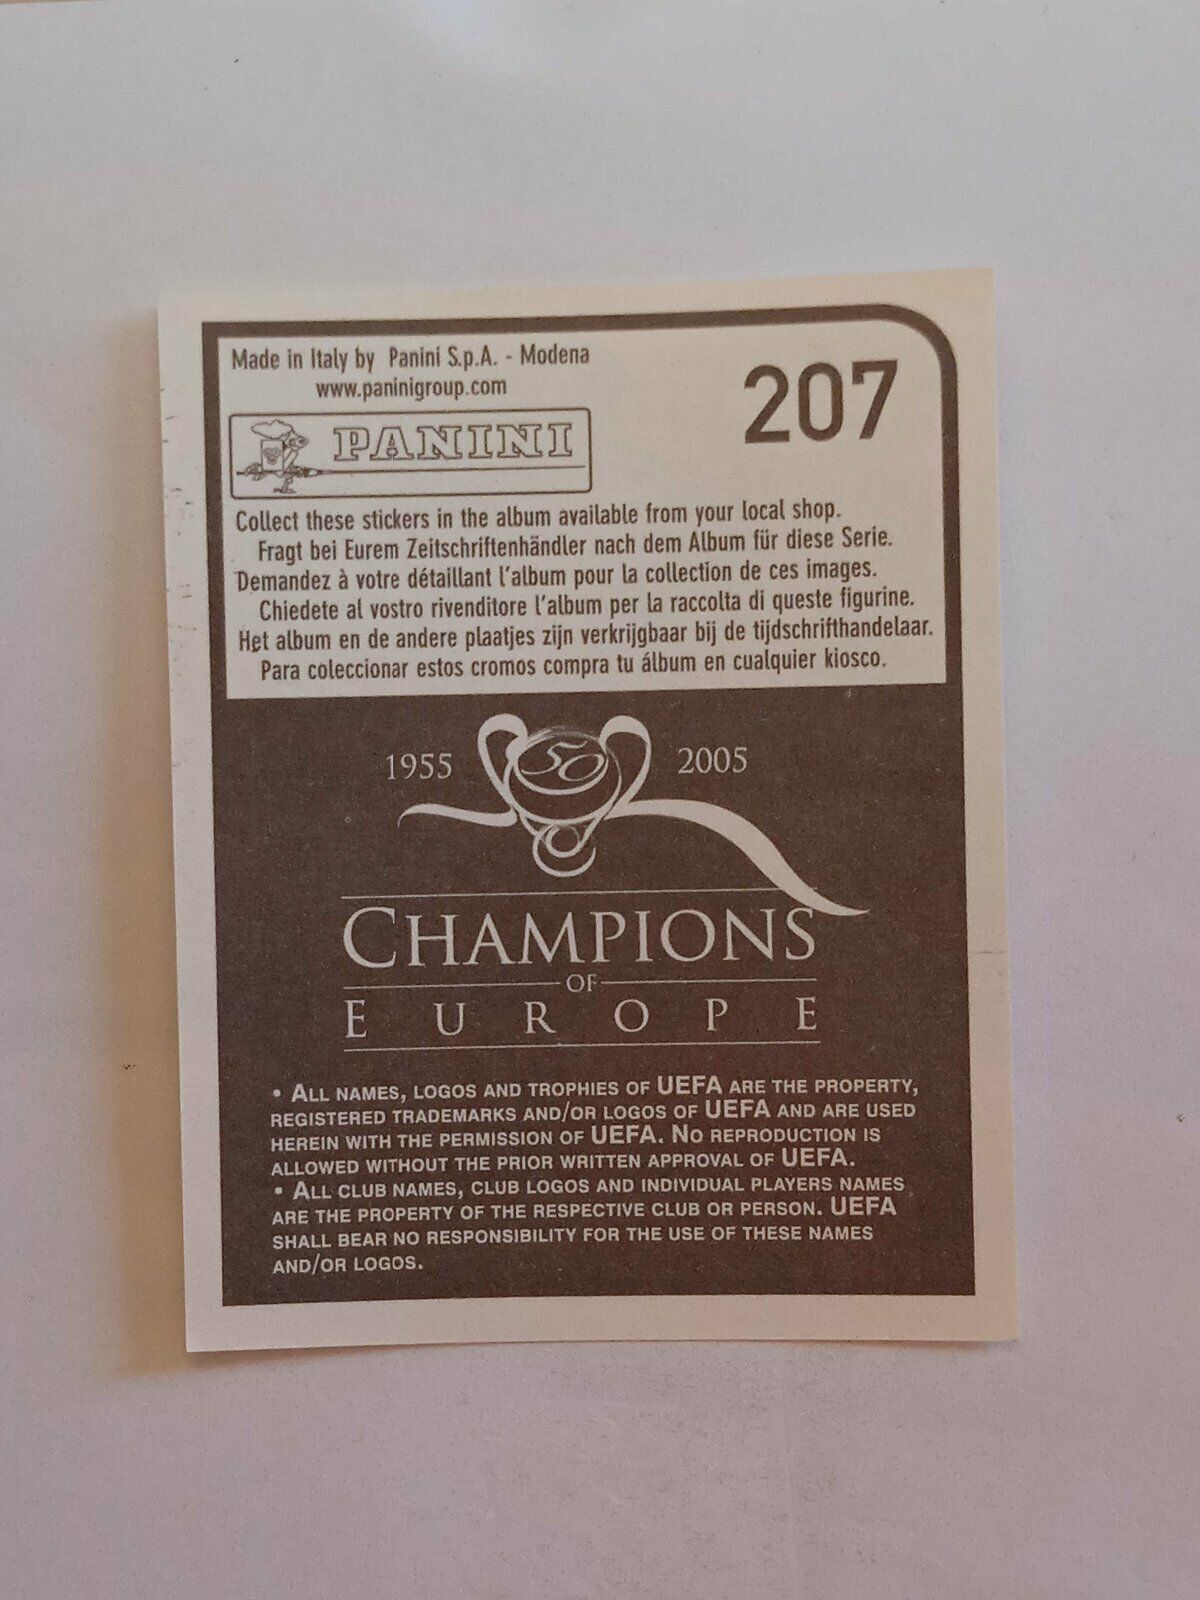 Made in Italy by Panini S.p.A. - Modena
www.paninigroup.com
207
PANINI
Collect these stickers in the album available from your local shop.
Fragt bei Eurem Zeitschriftenhändler nach dem Album für diese Serie.
Demandez à votre détaillant l'album pour la collection de ces images.
Chiedete al vostro rivenditore l'album per la raccolta di queste figurine.
Het album en de andere plaatjes zijn verkrijgbaar bij de tijdschrifthandelaar.
Para coleccionar estos cromos compra tu álbum en cualquier kiosco.
1955 50 2005
CHAMPIONS
OF
EUROPE
• ALL NAMES, LOGOS AND TROPHIES OF UEFA ARE THE PROPERTY,
REGISTERED TRADEMARKS AND/OR LOGOS OF UEFA AND ARE USED
HEREIN WITH THE PERMISSION OF UEFA. NO REPRODUCTION IS
ALLOWED WITHOUT THE PRIOR WRITTEN APPROVAL OF UEFA.
• ALL CLUB NAMES, CLUB LOGOS AND INDIVIDUAL PLAYERS NAMES
ARE THE PROPERTY OF THE RESPECTIVE CLUB OR PERSON. UEFA
SHALL BEAR NO RESPONSIBILITY FOR THE USE OF THESE NAMES
AND/OR LOGOS.